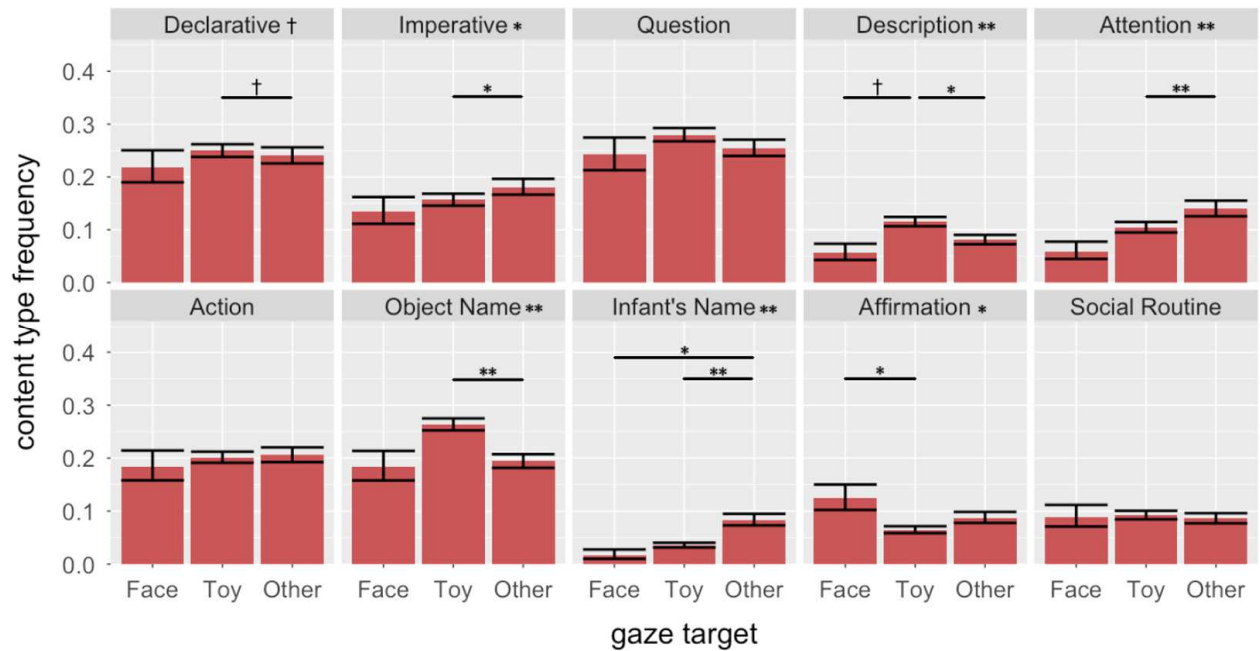 Declarative † Imperative * Question Description ** Attention **
0.4
0.3
0.2
0.1
0.0
† * † * **
Action Object Name ** Infant's Name ** Affirmation * Social Routine
0.4
0.3
0.2
0.1
0.0
** * ** *
Face Toy Other Face Toy Other Face Toy Other Face Toy Other Face Toy Other
content type frequency
gaze target